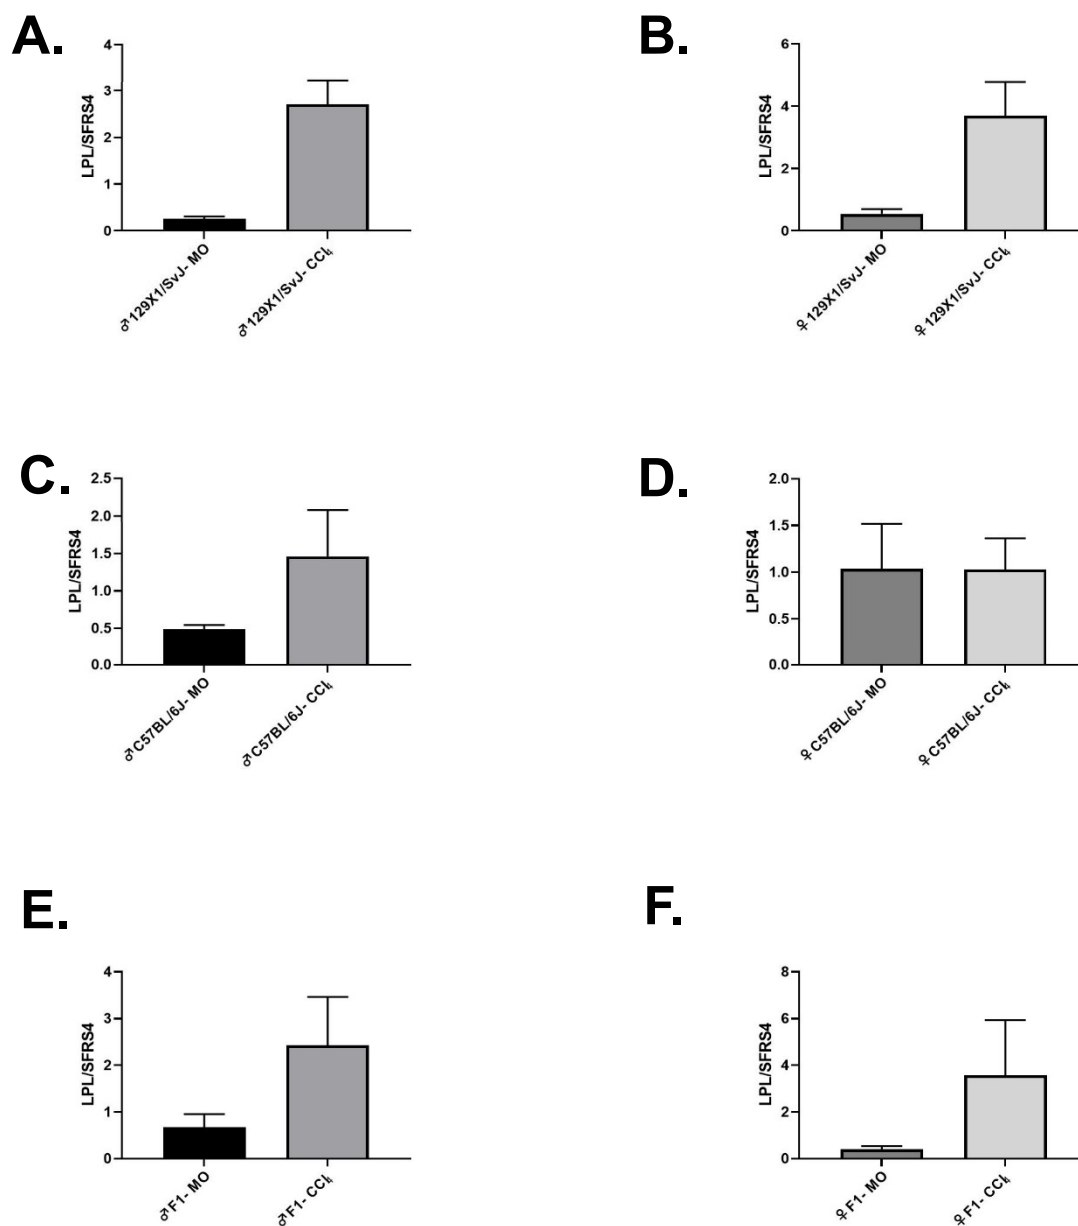 A.
4
3
2
1
0
LPL/SFRS4
♂129X1/SvJ- MO
♂129X1/SvJ- CCl₄
B.
6
4
2
0
LPL/SFRS4
♀129X1/SvJ- MO
♀129X1/SvJ- CCl₄
C.
2.5
2.0
1.5
1.0
0.5
0.0
LPL/SFRS4
♂C57BL/6J- MO
♂C57BL/6J- CCl₄
D.
2.0
1.5
1.0
0.5
0.0
LPL/SFRS4
♀C57BL/6J- MO
♀C57BL/6J- CCl₄
E.
4
3
2
1
0
LPL/SFRS4
♂F1- MO
♂F1- CCl₄
F.
8
6
4
2
0
LPL/SFRS4
♀F1- MO
♀F1- CCl₄